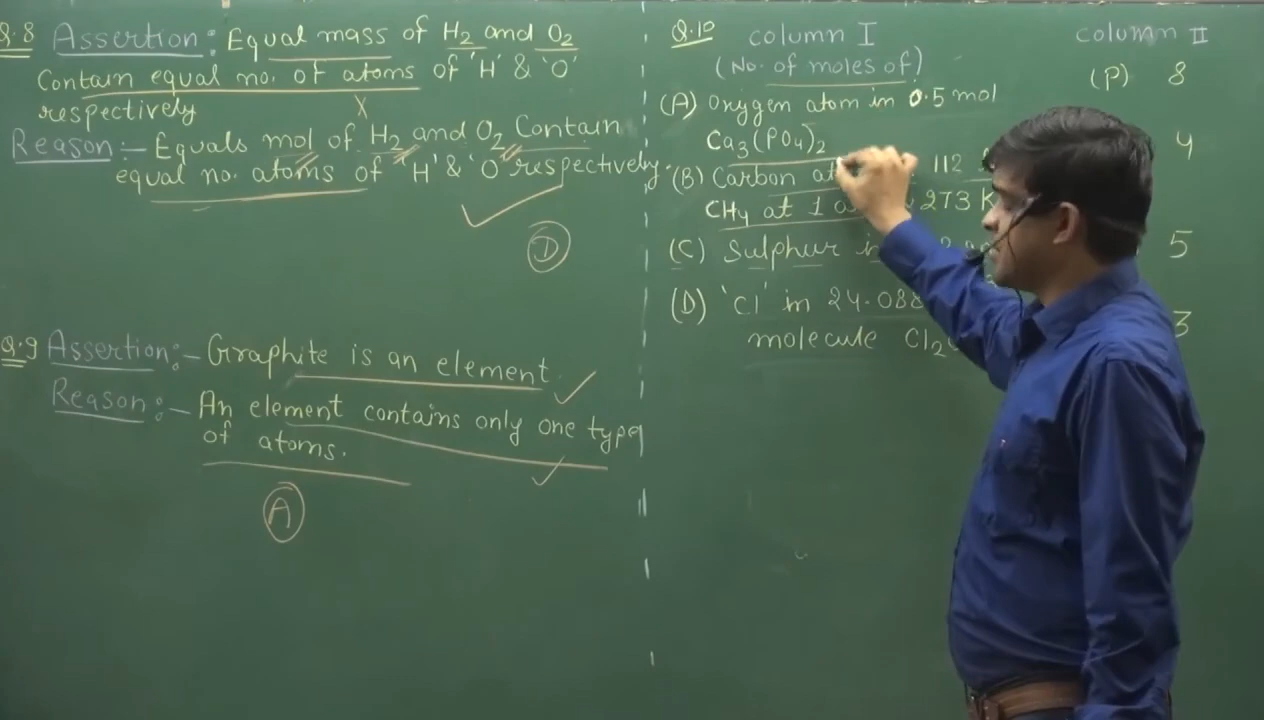 Q.8 Assertion: Equal mass of H2 and O2
Contain equal no. of atoms of 'H' & 'O'
respectively
X
Reason:- Equals mol of H2 and O2 Contain
equal no. atoms of 'H' & 'O' respectively.
D
Q.9 Assertion:- Graphite is an element.
Reason:- An element contains only one type
of atoms.
A
Q.10 column I
(No. of moles of)
(A) Oxygen atom in 0.5 mol
Ca3(PO4)2
(B) Carbon 112
CH4 at 1 273 K
(C) Sulphur in
(D) 'Cl' in 24.088
molecule Cl2
column II
(P) 8
4
5
3